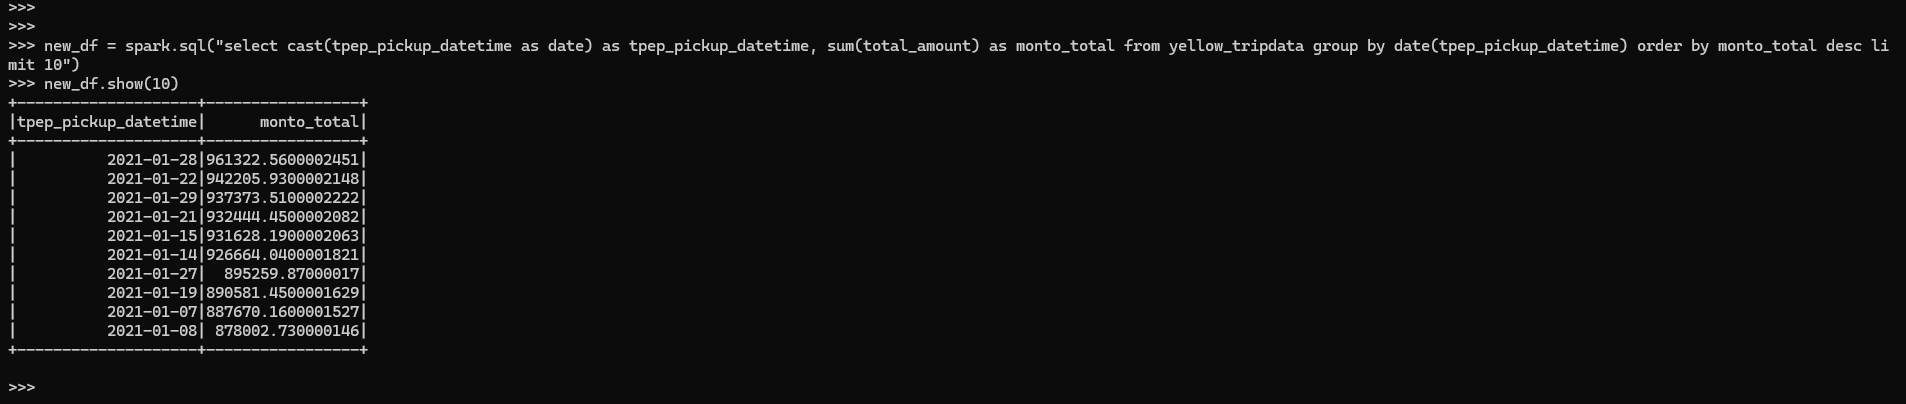 >>>
>>>
>>> new_df = spark.sql("select cast(tpep_pickup_datetime as date) as tpep_pickup_datetime, sum(total_amount) as monto_total from yellow_tripdata group by date(tpep_pickup_datetime) order by monto_total desc li
mit 10")
>>> new_df.show(10)
+--------------------+-----------------+
|tpep_pickup_datetime|      monto_total|
+--------------------+-----------------+
|          2021-01-28|961322.5600002451|
|          2021-01-22|942205.9300002148|
|          2021-01-29|937373.5100002222|
|          2021-01-21|932444.4500002082|
|          2021-01-15|931628.1900002063|
|          2021-01-14|926664.0400001821|
|          2021-01-27|  895259.87000017|
|          2021-01-19|890581.4500001629|
|          2021-01-07|887670.1600001527|
|          2021-01-08| 878002.730000146|
+--------------------+-----------------+
>>>